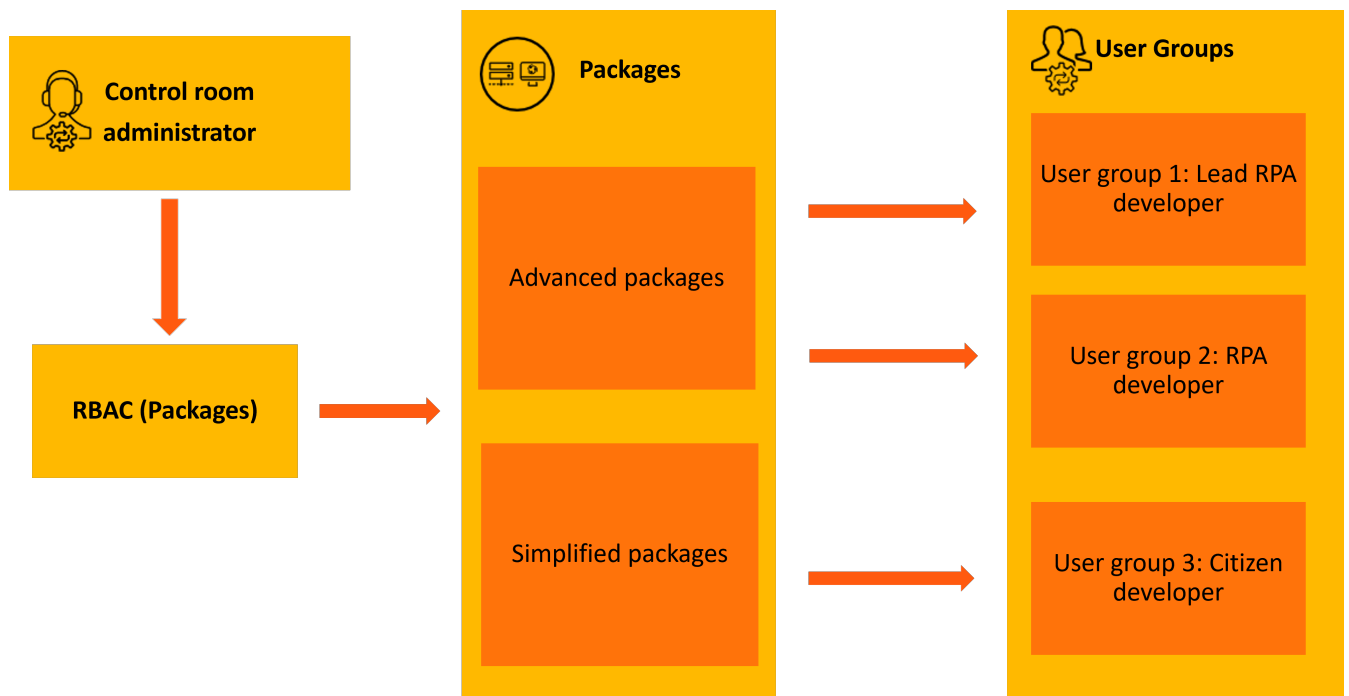 Control room
administrator
RBAC (Packages)
Packages
Advanced packages
Simplified packages
User Groups
User group 1: Lead RPA
developer
User group 2: RPA
developer
User group 3: Citizen
developer